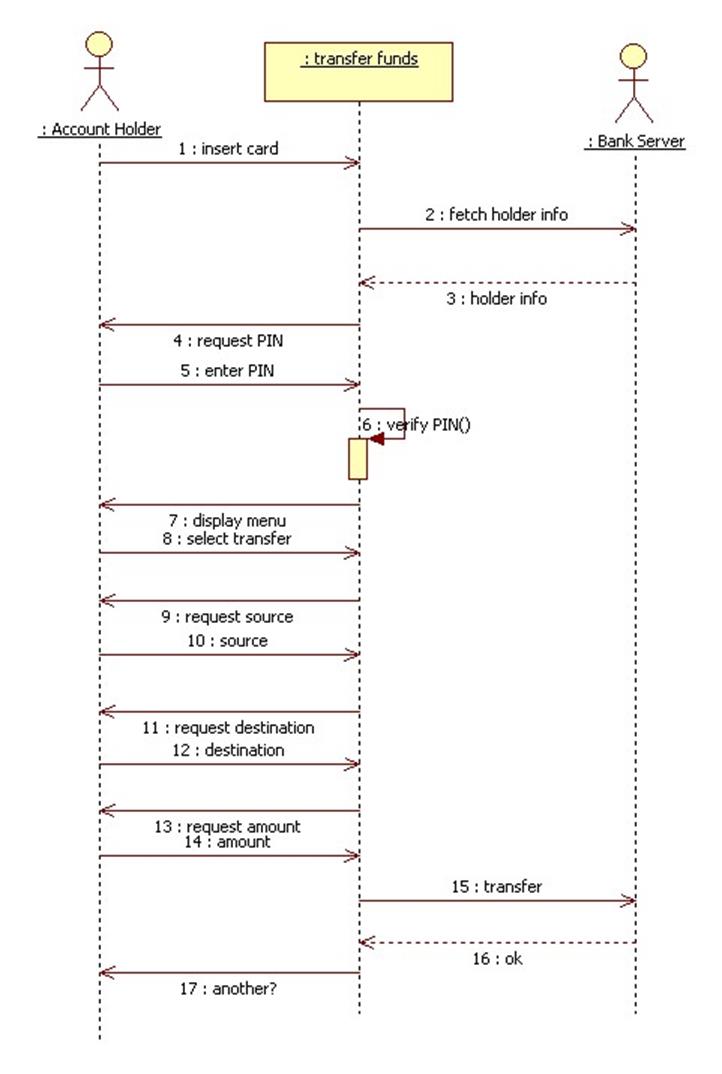 : transfer funds
: Account Holder
: Bank Server
1 : insert card
2 : fetch holder info
3 : holder info
4 : request PIN
5 : enter PIN
6 : verify PIN()
7 : display menu
8 : select transfer
9 : request source
10 : source
11 : request destination
12 : destination
13 : request amount
14 : amount
15 : transfer
16 : ok
17 : another?